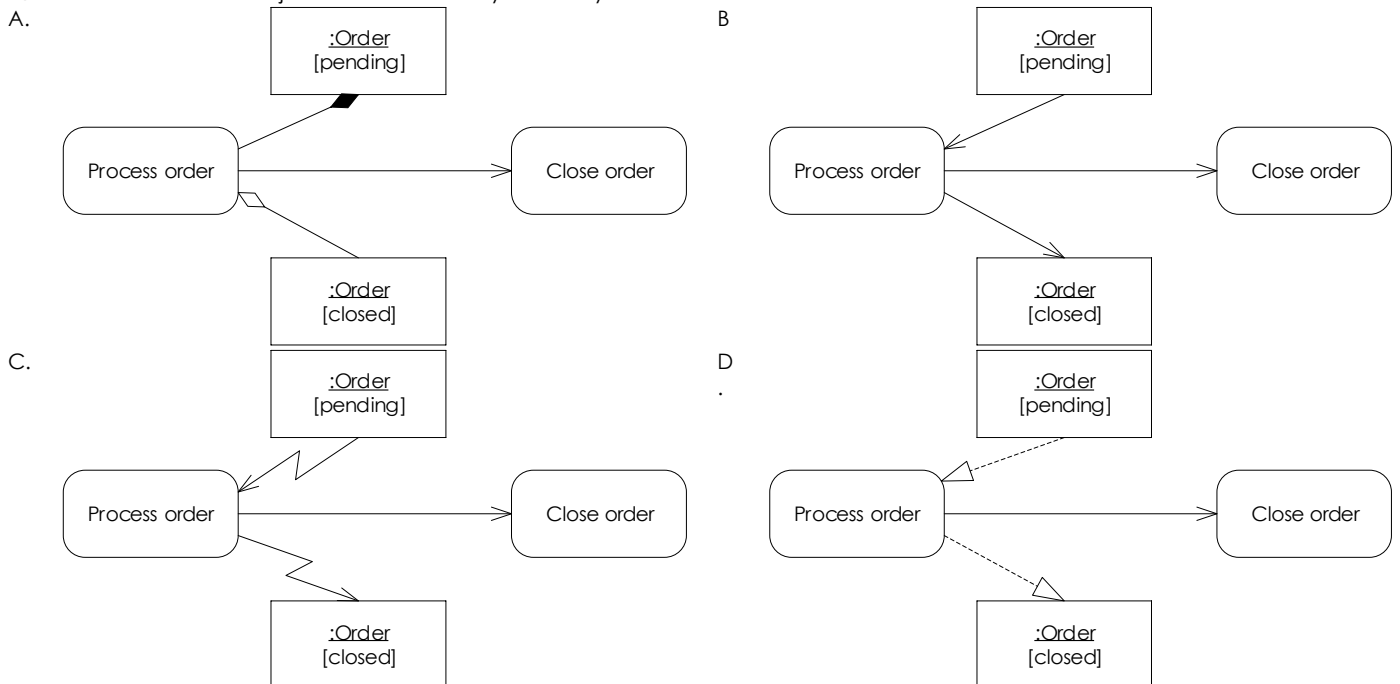 A.
:Order
[pending]
Process order
Close order
:Order
[closed]
B
:Order
[pending]
Process order
Close order
:Order
[closed]
C.
:Order
[pending]
Process order
Close order
:Order
[closed]
D
.
:Order
[pending]
Process order
Close order
:Order
[closed]